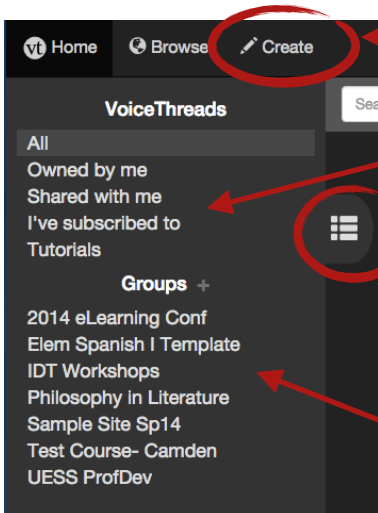 vt Home Browse Create
VoiceThreads
Sea
All
Owned by me
Shared with me
I've subscribed to
Tutorials
Groups +
2014 eLearning Conf
Elem Spanish I Template
IDT Workshops
Philosophy in Literature
Sample Site Sp14
Test Course- Camden
UESS ProfDev